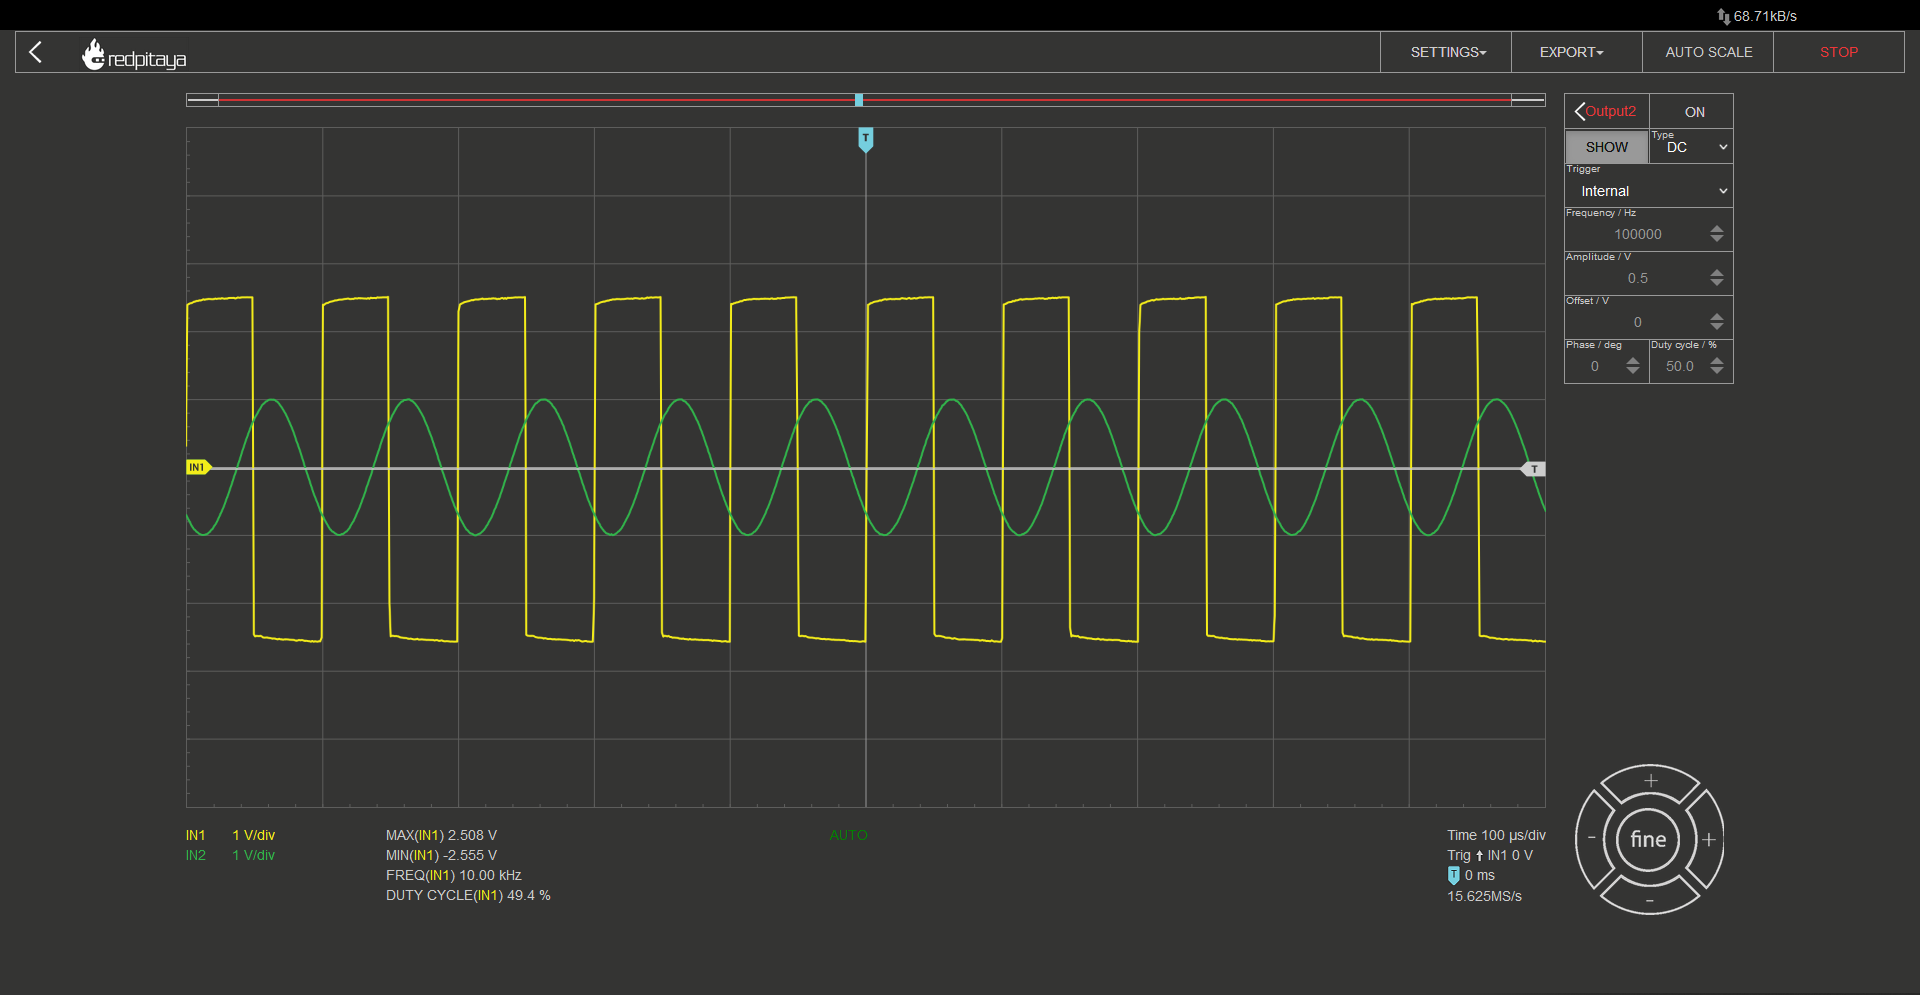 68.71kB/s
redpitaya
SETTINGS
EXPORT
AUTO SCALE
STOP
Output2
ON
SHOW
Type
DC
Trigger
Internal
Frequency / Hz
100000
Amplitude / V
0.5
Offset / V
0
Phase / deg
0
Duty cycle / %
50.0
T
IN1
T
IN1 1 V/div
IN2 1 V/div
MAX(IN1) 2.508 V
MIN(IN1) -2.555 V
FREQ(IN1) 10.00 kHz
DUTY CYCLE(IN1) 49.4 %
AUTO
Time 100 µs/div
Trig IN1 0 V
T 0 ms
15.625MS/s
+
-
fine
+
-